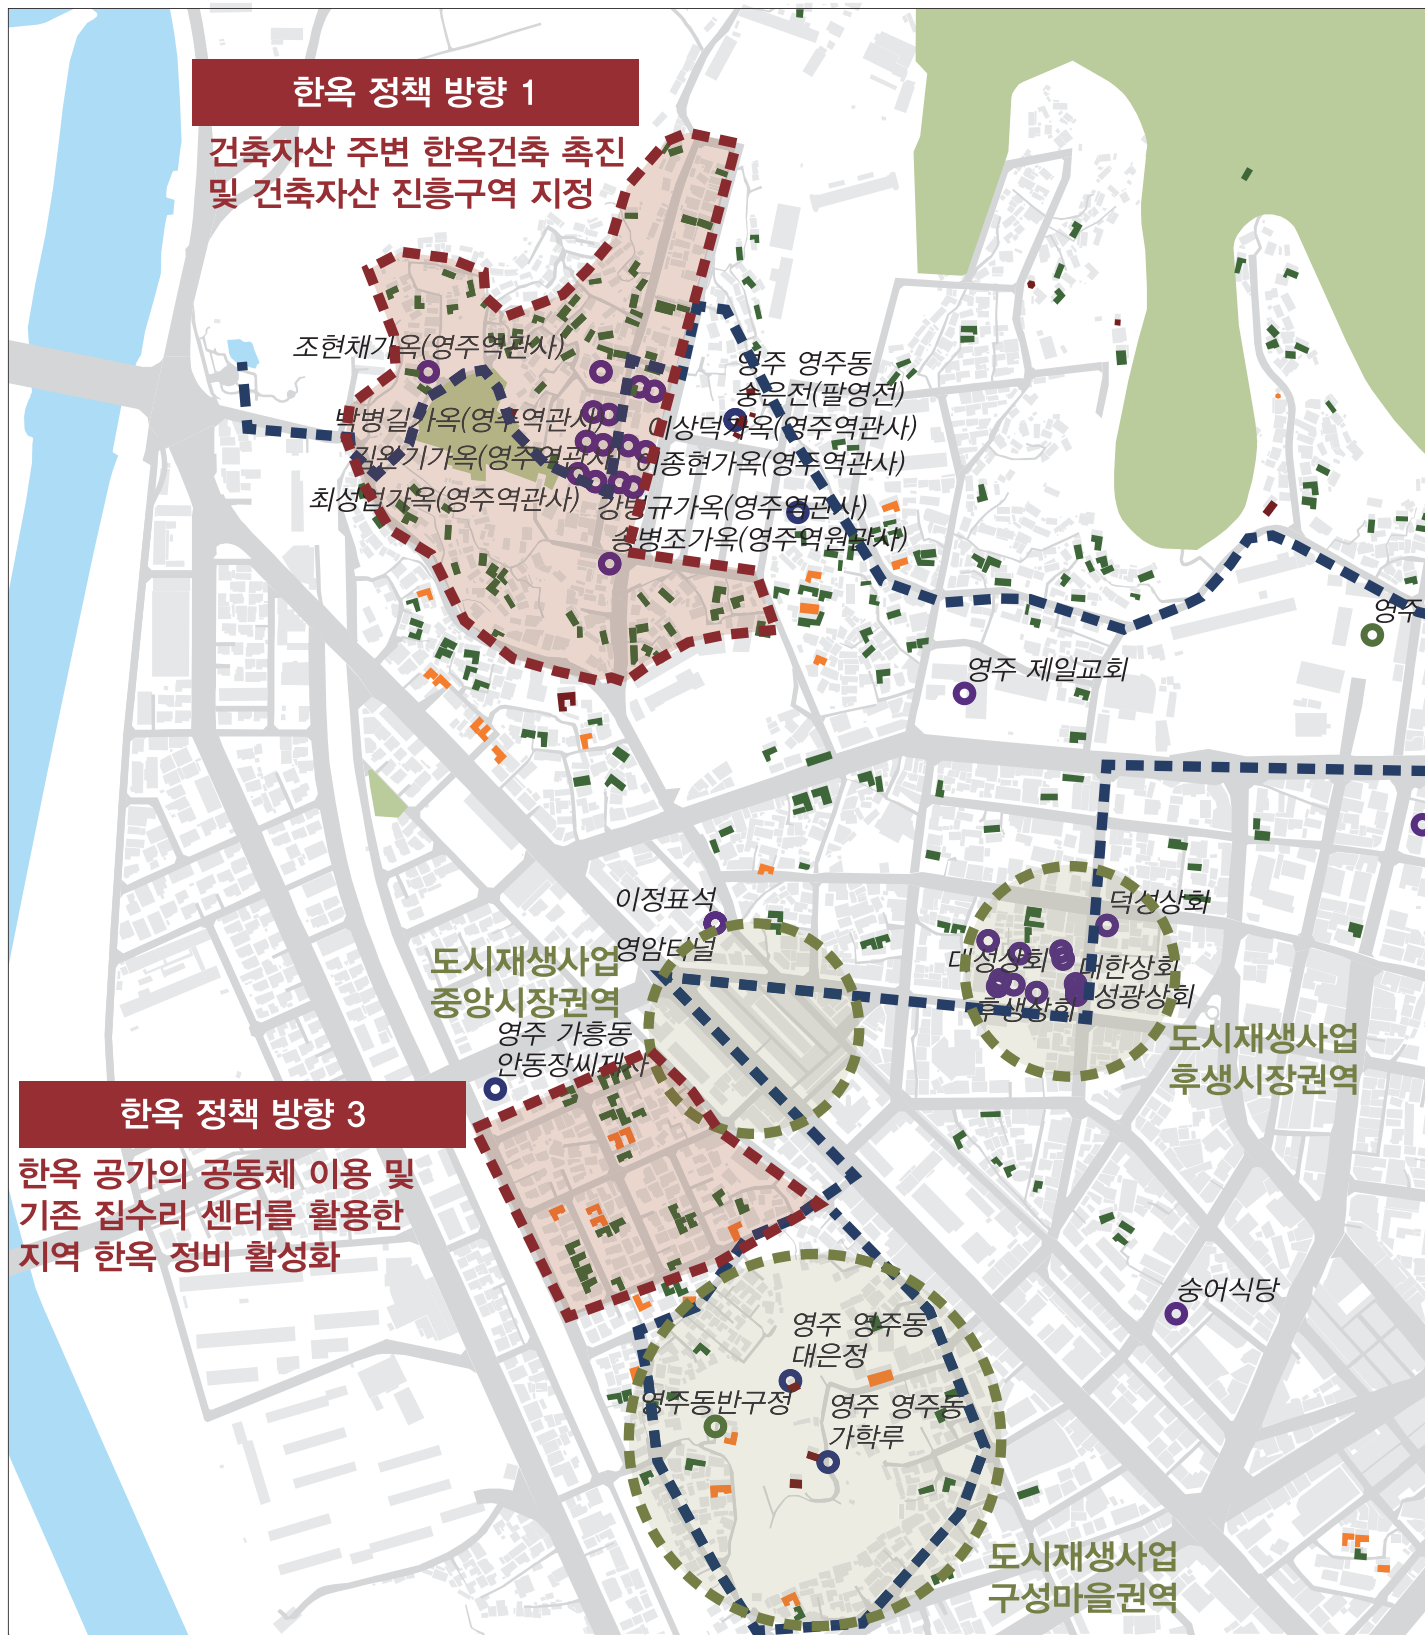 한옥 정책 방향 1
건축자산 주변 한옥건축 촉진
및 건축자산 진흥구역 지정
조현채가옥(영주역관사)
영주 영주동
송은전(팔영전)
박병길가옥(영주역관사)
이상덕가옥(영주역관사)
김완기가옥(영주역관사)
이종현가옥(영주역관사)
최성섭가옥(영주역관사)
강병규가옥(영주역관사)
송병조가옥(영주역원관사)
영주
영주 제일교회
이정표석
덕성상회
영암터널
도시재생사업
중앙시장권역
대성상회
대한상회
성광상회
후생상회
도시재생사업
후생시장권역
영주 가흥동
안동장씨재사
한옥 정책 방향 3
한옥 공가의 공동체 이용 및
기존 집수리 센터를 활용한
지역 한옥 정비 활성화
숭어식당
영주 영주동
대은정
영주동반구정
영주 영주동
가학루
도시재생사업
구성마을권역